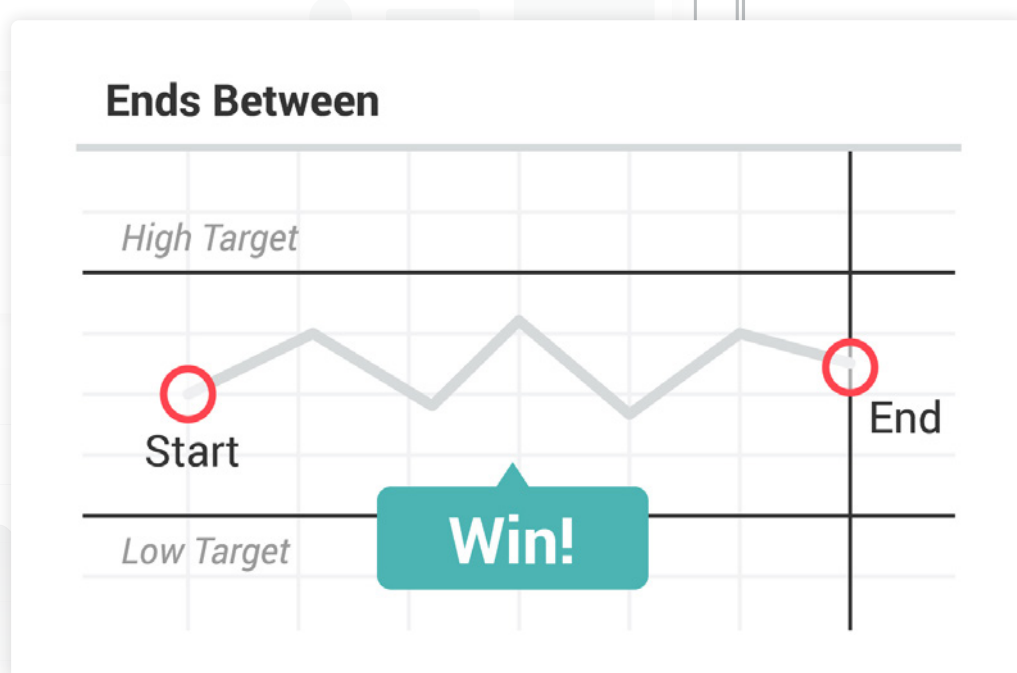 Ends Between
High Target
Start
End
Win!
Low Target